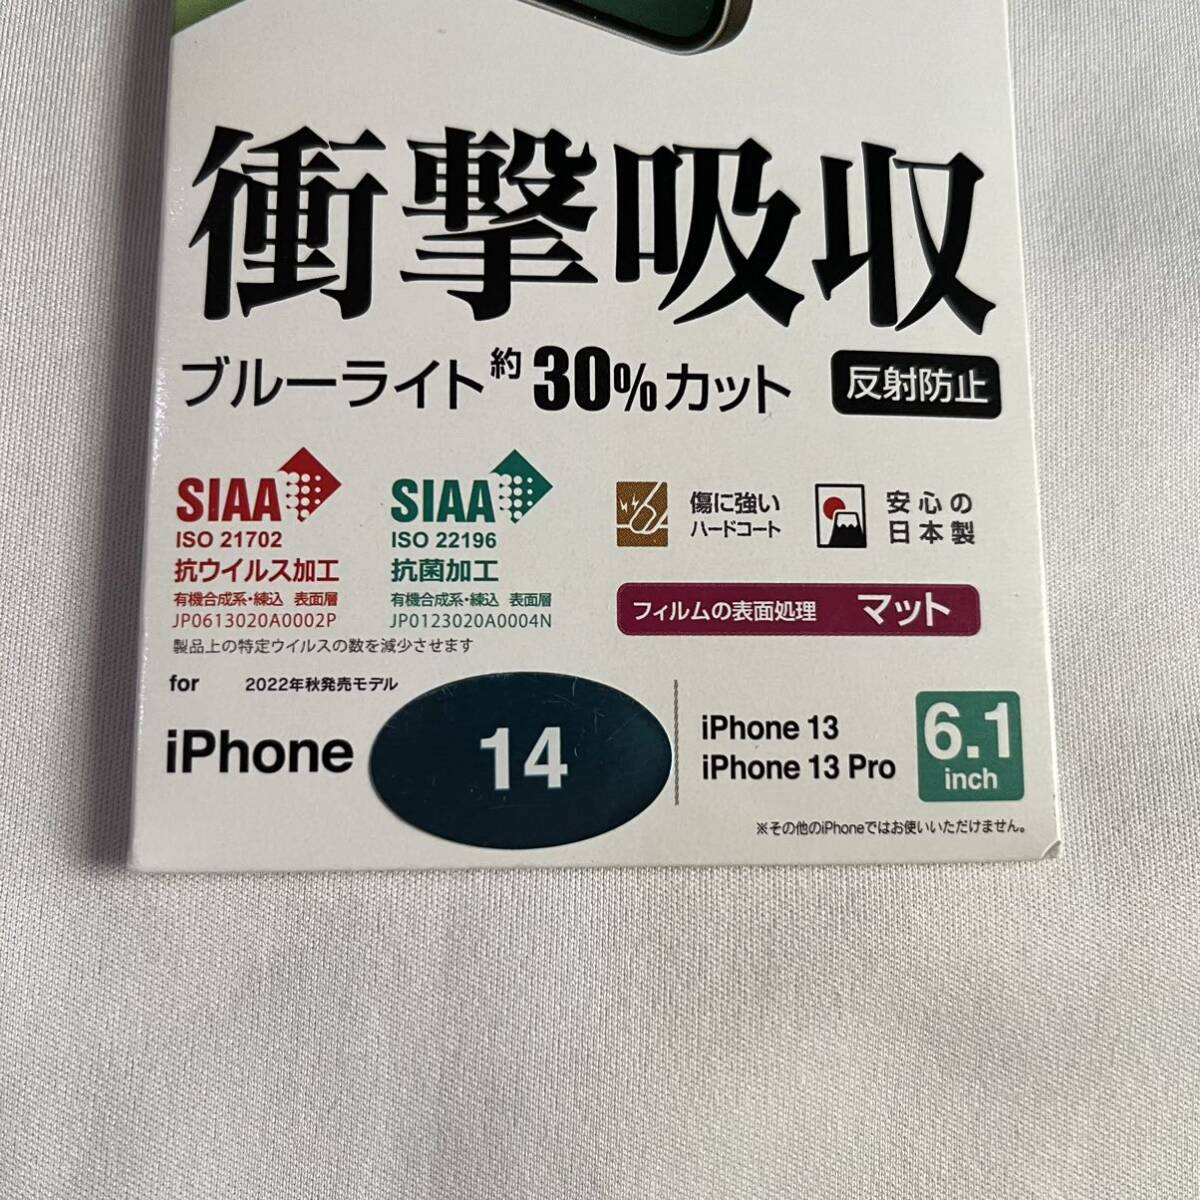 衝撃吸収
ブルーライト約30%カット 反射防止
SIAA
ISO 21702
抗ウイルス加工
有機合成系・練込 表面層
JP0613020A0002P
製品上の特定ウイルスの数を減少させます
SIAA
ISO 22196
抗菌加工
有機合成系・練込 表面層
JP0123020A0004N
傷に強い
ハードコート
安心の
日本製
フィルムの表面処理 マット
for 2022年秋発売モデル
iPhone 14
iPhone 13
iPhone 13 Pro
6.1
inch
※その他のiPhoneではお使いいただけません。